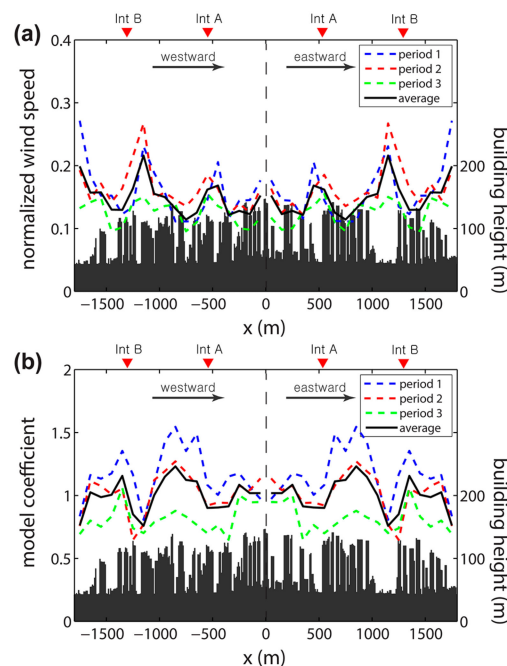 Int B Int A Int A Int B
(a)
0.4
westward eastward
period 1
period 2
period 3
average
0.3
0.2 200
0.1 100
0 0
normalized wind speed
building height (m)
−1500 −1000 −500 0 500 1000 1500
x (m)
Int B Int A Int A Int B
(b)
2
westward eastward
period 1
period 2
period 3
average
1.5
1 200
0.5 100
0 0
model coefficient
building height (m)
−1500 −1000 −500 0 500 1000 1500
x (m)